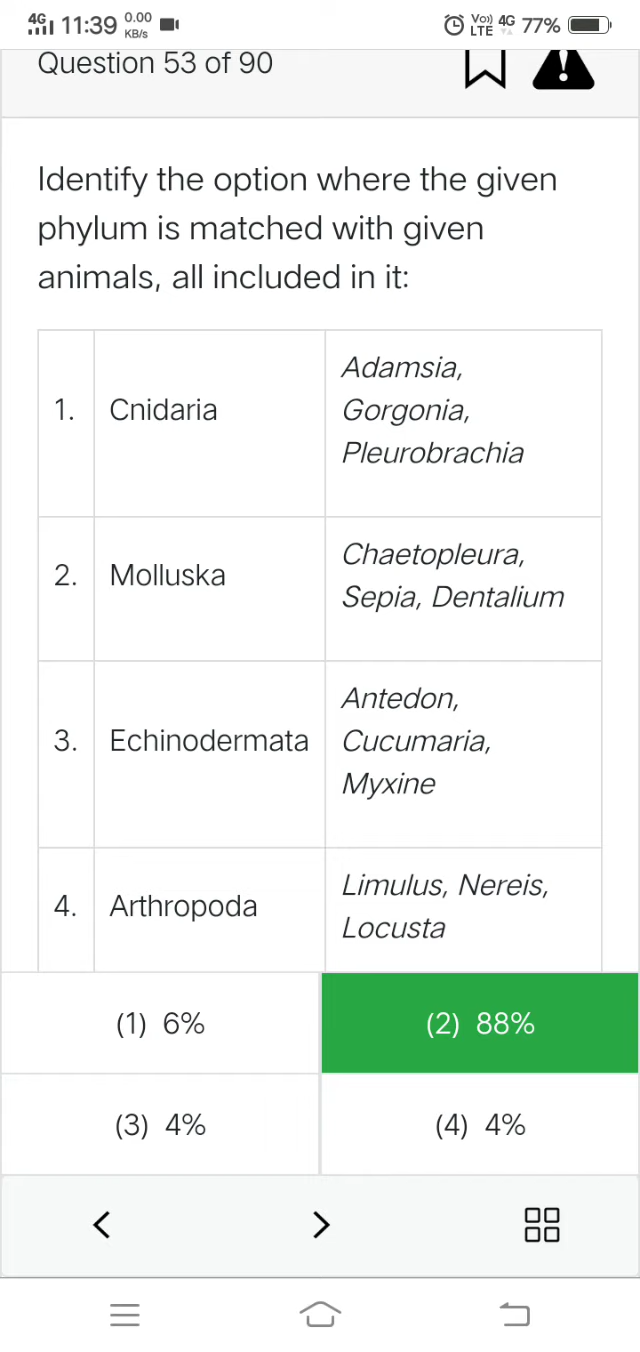 4G 11:39 0.00 KB/s Vo)) LTE 4G 77%
Question 53 of 90
Identify the option where the given
phylum is matched with given
animals, all included in it:
1. Cnidaria
Adamsia,
Gorgonia,
Pleurobrachia
2. Molluska
Chaetopleura,
Sepia, Dentalium
3. Echinodermata
Antedon,
Cucumaria,
Myxine
4. Arthropoda
Limulus, Nereis,
Locusta
(1) 6%
(2) 88%
(3) 4%
(4) 4%